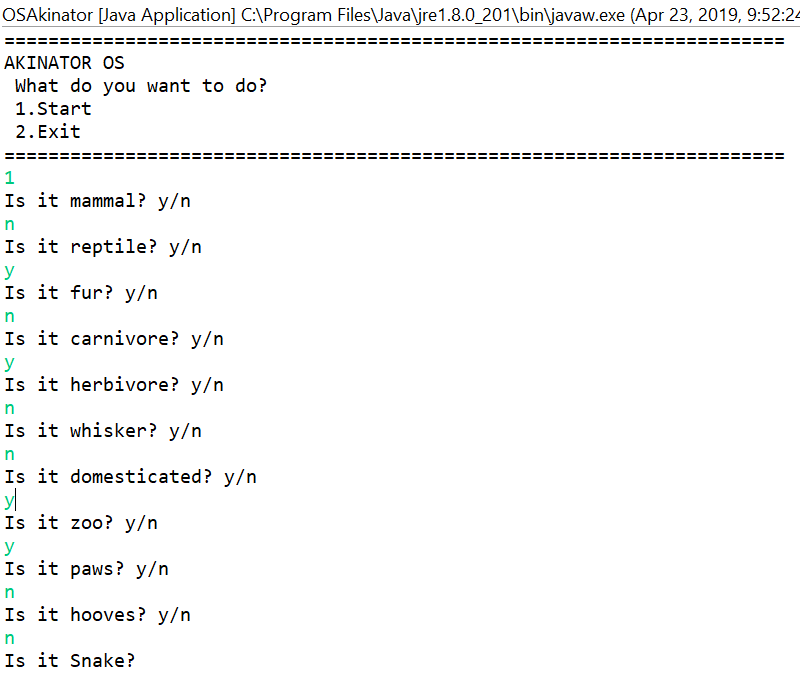 OSAkinator [Java Application] C:\Program Files\Java\jre1.8.0_201\bin\javaw.exe (Apr 23, 2019, 9:52:24
=======================================================================
AKINATOR OS
What do you want to do?
1.Start
2.Exit
=======================================================================
1
Is it mammal? y/n
n
Is it reptile? y/n
y
Is it fur? y/n
n
Is it carnivore? y/n
y
Is it herbivore? y/n
n
Is it whisker? y/n
n
Is it domesticated? y/n
y
Is it zoo? y/n
y
Is it paws? y/n
n
Is it hooves? y/n
n
Is it Snake?